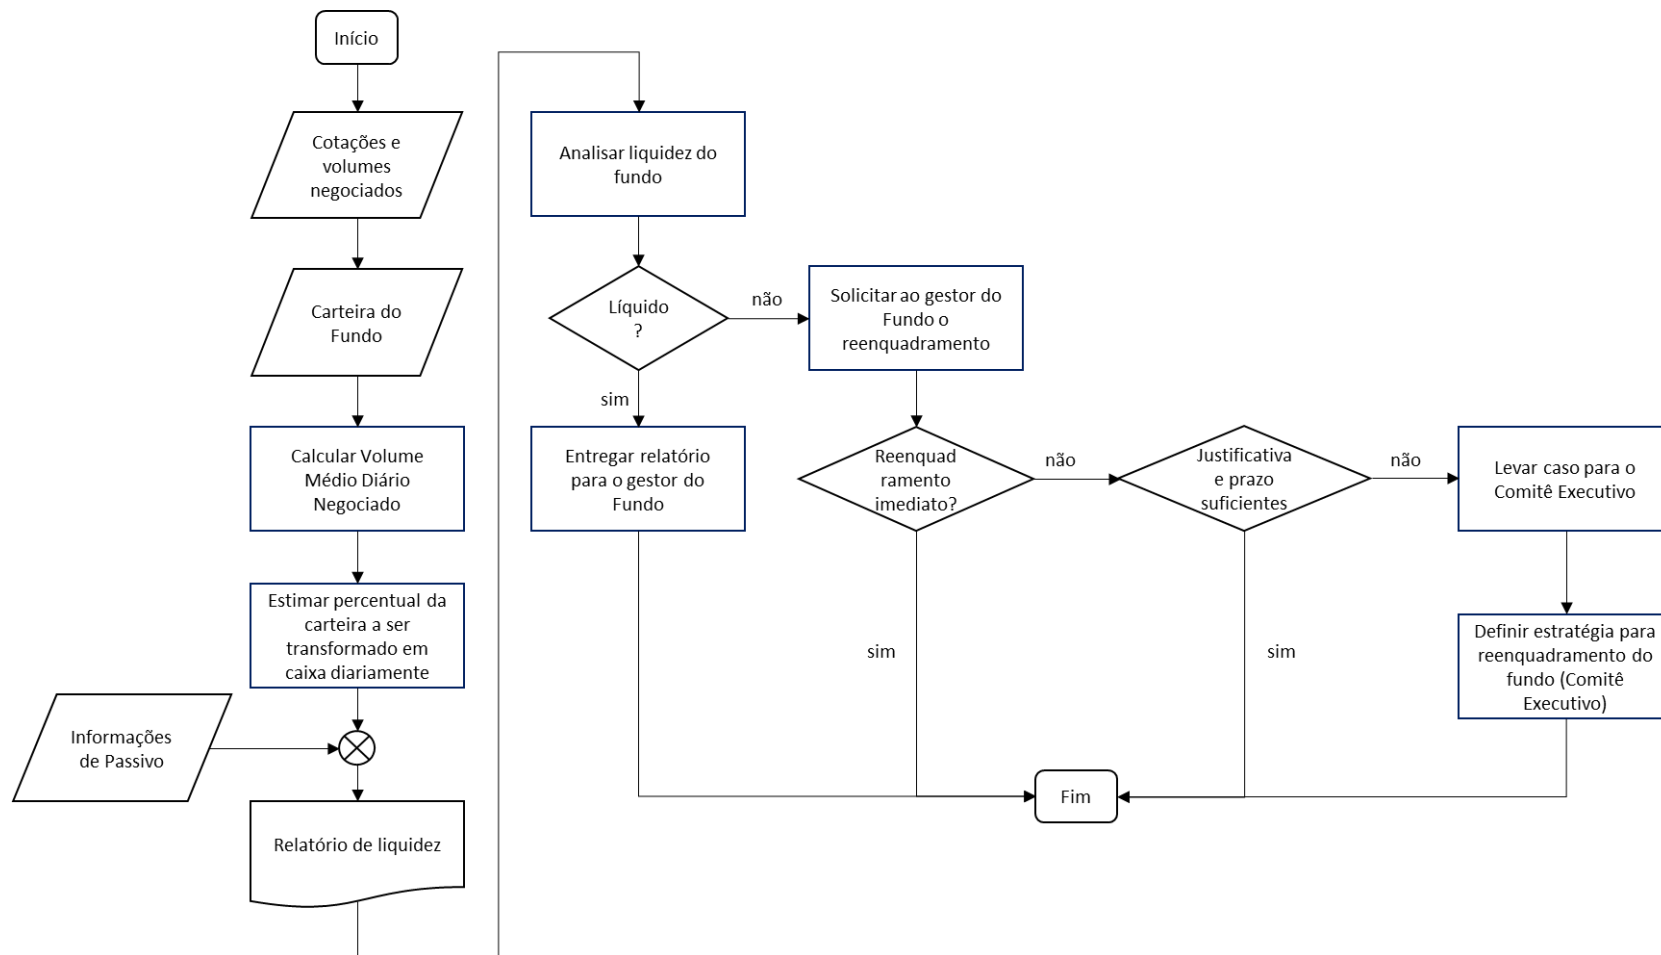 Início
Cotações e
volumes
negociados
Carteira do
Fundo
Calcular Volume
Médio Diário
Negociado
Estimar percentual da
carteira a ser
transformado em
caixa diariamente
Informações
de Passivo
Relatório de liquidez
Analisar liquidez do
fundo
Líquido
?
não
sim
Solicitar ao gestor do
Fundo o
reenquadramento
Entregar relatório
para o gestor do
Fundo
Reenquad
ramento
imediato?
não
sim
Justificativa
e prazo
suficientes
não
sim
Levar caso para o
Comitê Executivo
Definir estratégia para
reenquadramento do
fundo (Comitê
Executivo)
Fim